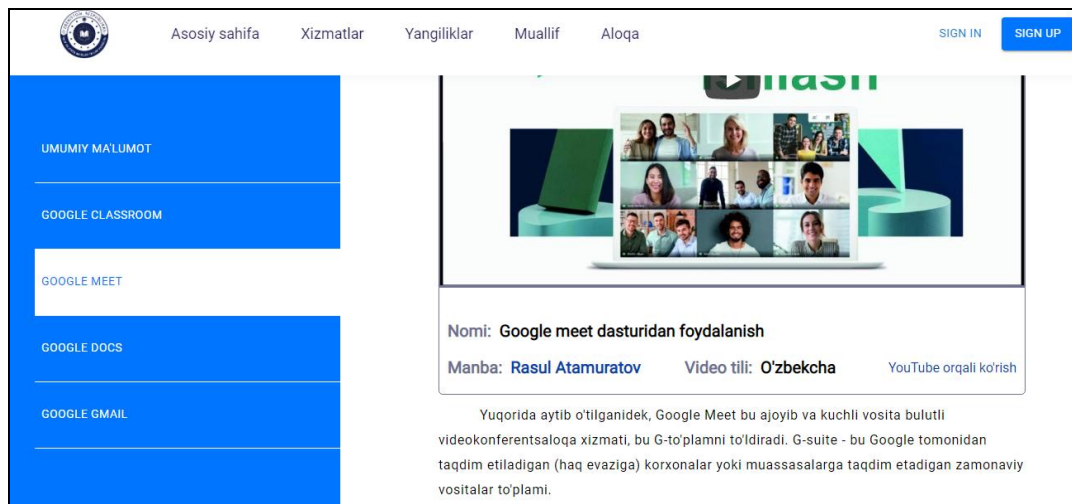 Asosiy sahifa Xizmatlar Yangiliklar Muallif Aloqa SIGN IN SIGN UP
UMUMIY MA'LUMOT
GOOGLE CLASSROOM
GOOGLE MEET
GOOGLE DOCS
GOOGLE GMAIL
Nomi: Google meet dasturidan foydalanish
Manba: Rasul Atamuratov Video tili: O'zbekcha YouTube orqali ko'rish
Yuqorida aytib o'tilganidek, Google Meet bu ajoyib va kuchli vosita bulutli
videokonferentsaloqa xizmati, bu G-to'plamni to'ldiradi. G-suite - bu Google tomonidan
taqdim etiladigan (haq evaziga) korxonalar yoki muassasalarga taqdim etadigan zamonaviy
vositalar to'plami.